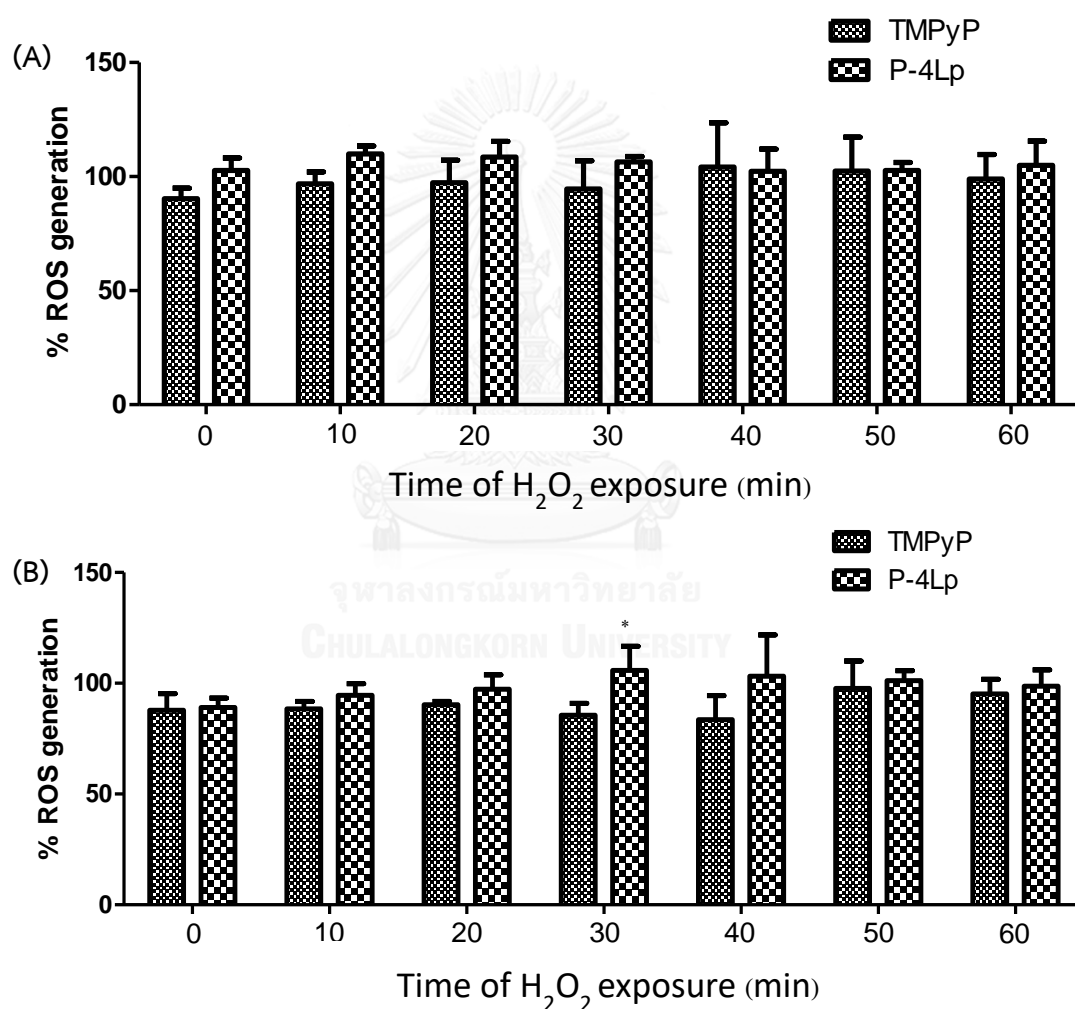 (A)
TMPyP
P-4Lp
% ROS generation
150
100
50
0
0 10 20 30 40 50 60
Time of H₂O₂ exposure (min)
(B)
TMPyP
P-4Lp
% ROS generation
150
100
50
0
*
0 10 20 30 40 50 60
Time of H₂O₂ exposure (min)
จุฬาลงกรณ์มหาวิทยาลัย
CHULALONGKORN UNIVERSITY